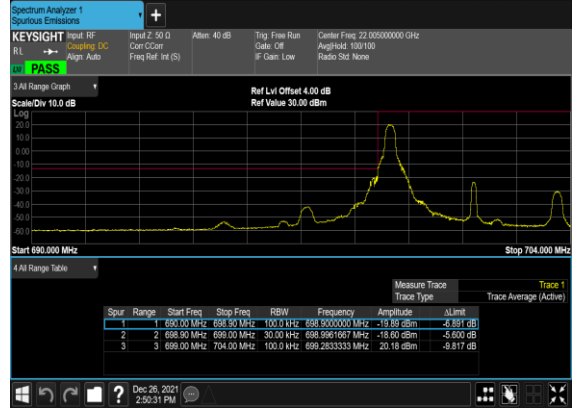 Spectrum Analyzer 1
Spurious Emissions
+
KEYSIGHT Input: RF Input Z: 50 Ω Atten: 40 dB Trig: Free Run Center Freq: 22.005000000 GHz
RL Coupling: DC Corr CCorr Gate: Off Avg|Hold: 100/100
Align: Auto Freq Ref: Int (S) IF Gain: Low Radio Std: None
PASS
3 All Range Graph
Ref Lvl Offset 4.00 dB
Scale/Div 10.0 dB Ref Value 30.00 dBm
Log
20.0
10.0
0.00
-10.0
-20.0
-30.0
-40.0
-50.0
-60.0
Start 690.000 MHz Stop 704.000 MHz
4 All Range Table
Measure Trace Trace 1
Trace Type Trace Average (Active)
Spur Range Start Freq Stop Freq RBW Frequency Amplitude ΔLimit
1 1 690.00 MHz 698.90 MHz 100.0 kHz 698.9000000 MHz -19.89 dBm -6.891 dB
2 2 698.90 MHz 699.00 MHz 30.00 kHz 698.9961667 MHz -18.60 dBm -5.600 dB
3 3 699.00 MHz 704.00 MHz 100.0 kHz 699.2833333 MHz 20.18 dBm -9.817 dB
? Dec 26, 2021
2:50:31 PM